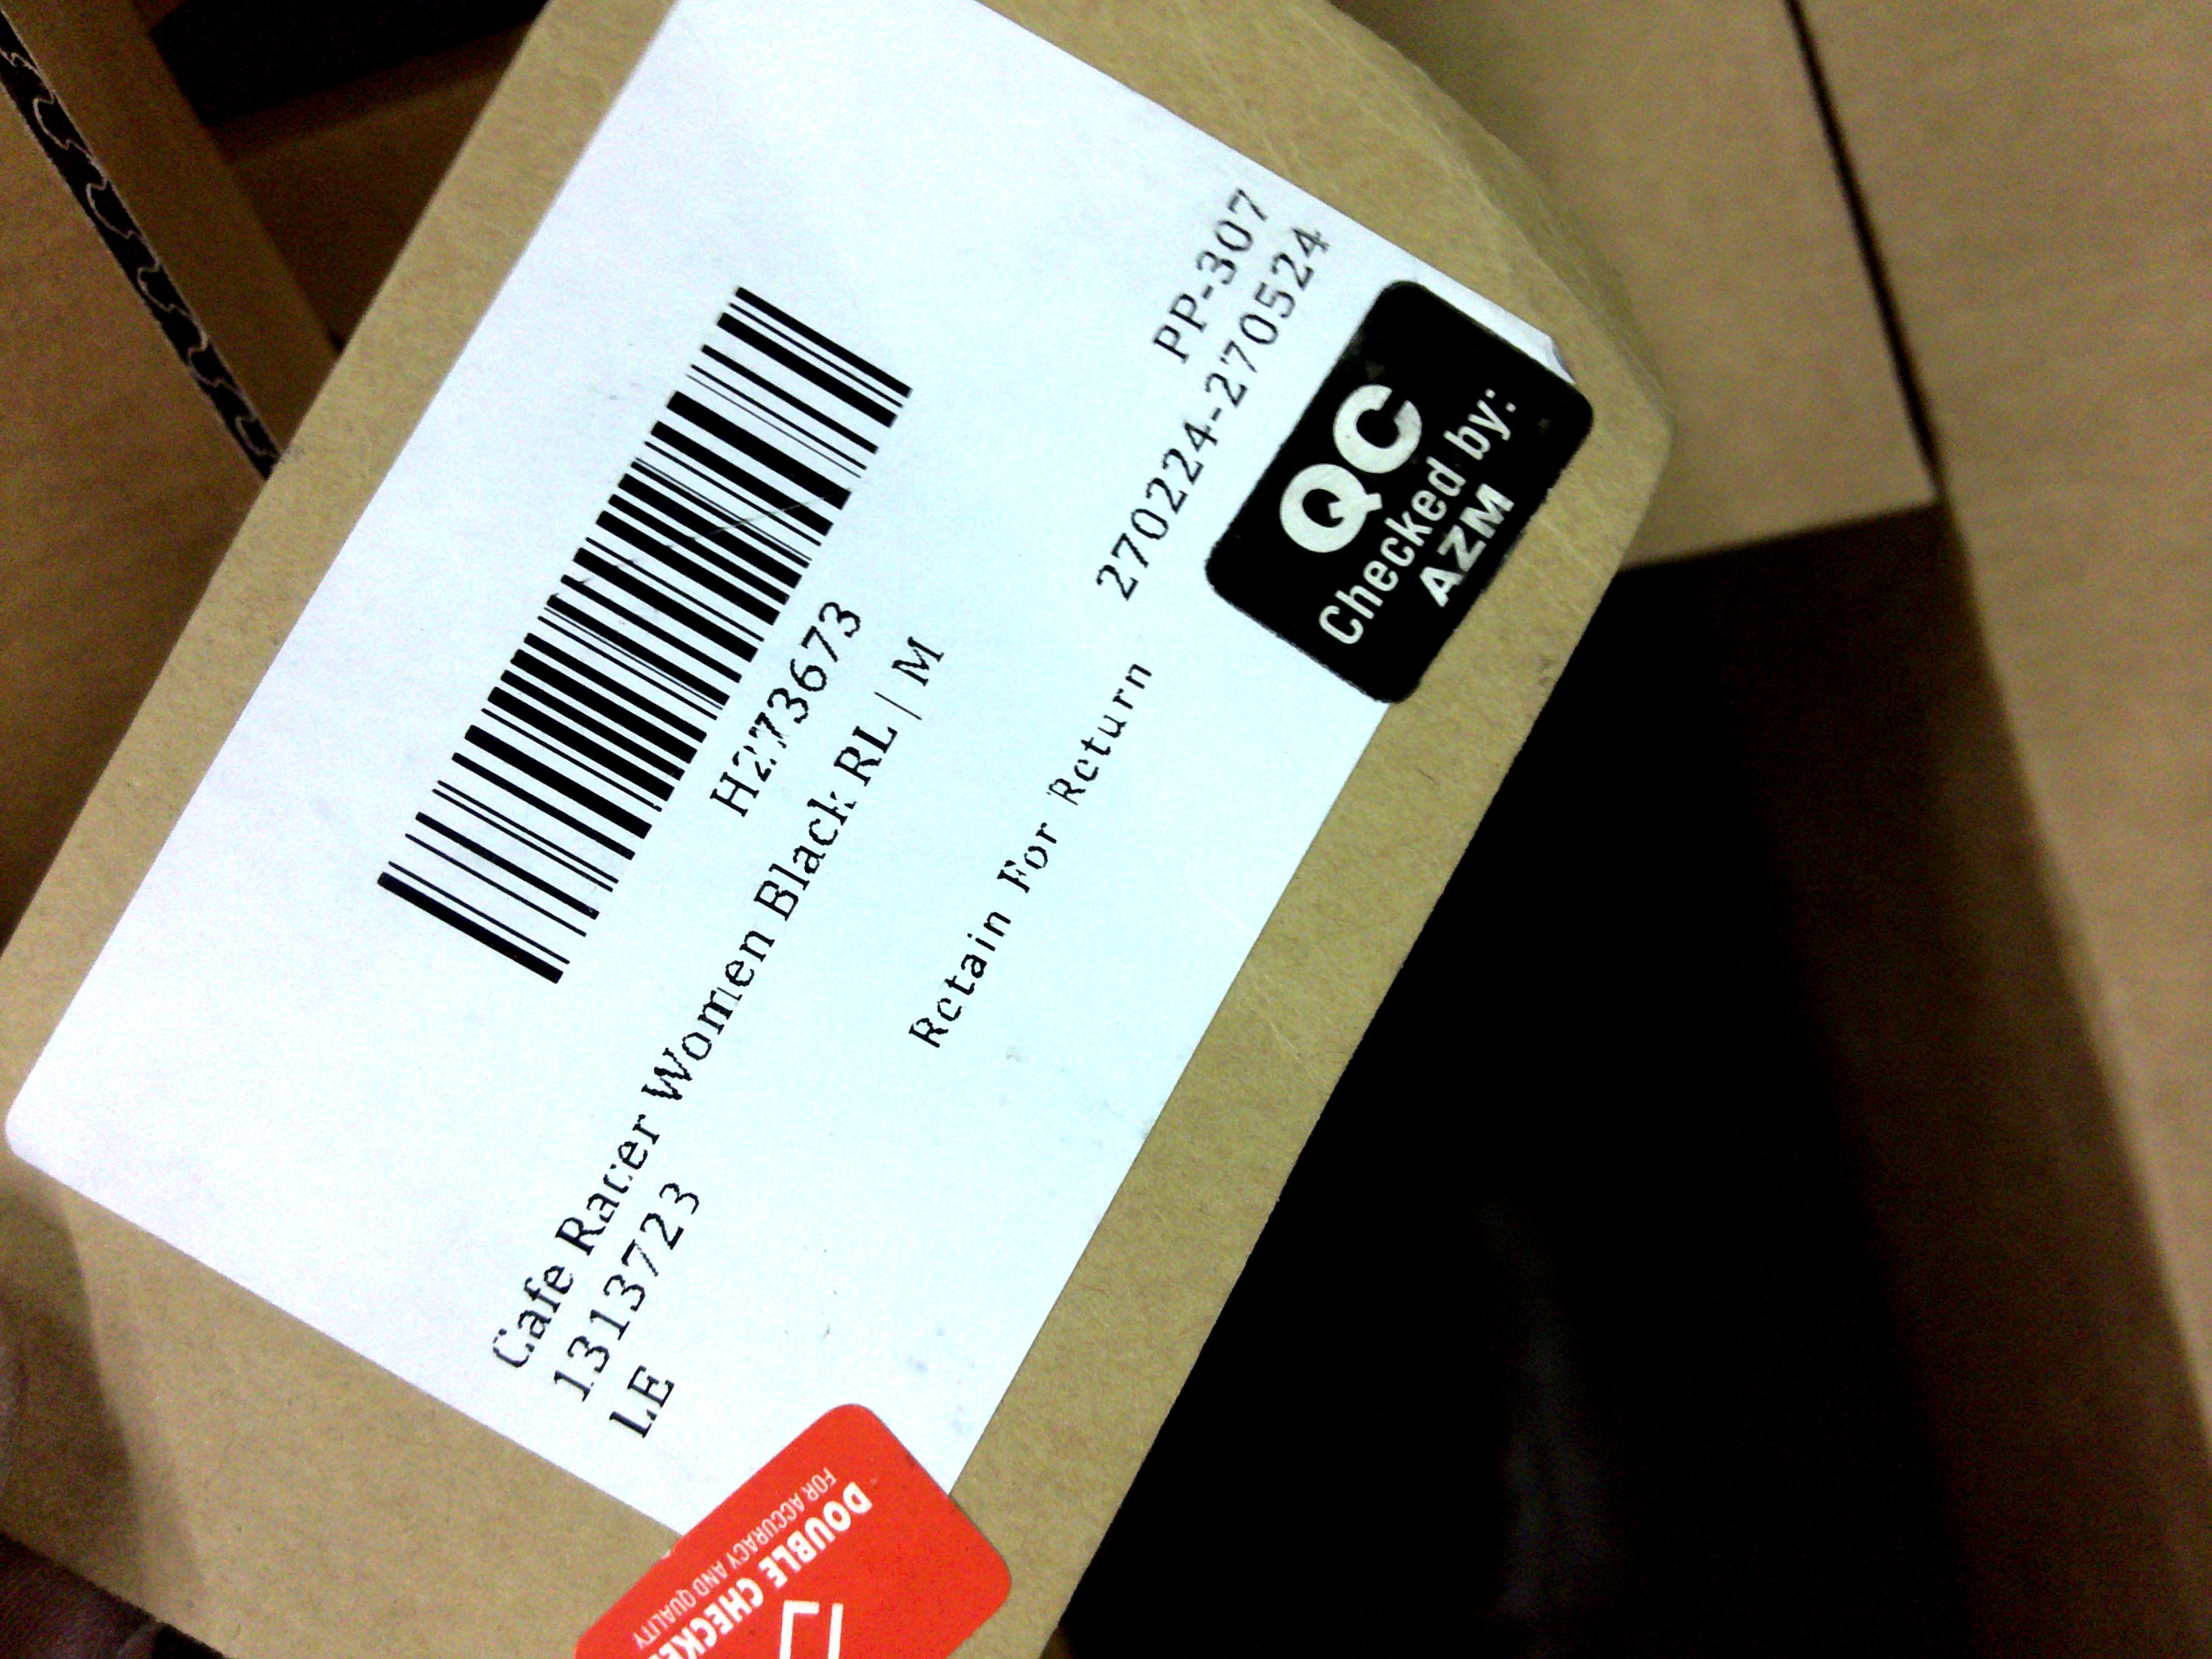 H273673
Cafe Racer Women Black RL | M
1313723
LE
PP-307
270224-270524
Retain For Return
QC
Checked by:
AZM
DOUBLE
FOR ACCURACY AND QUALITY